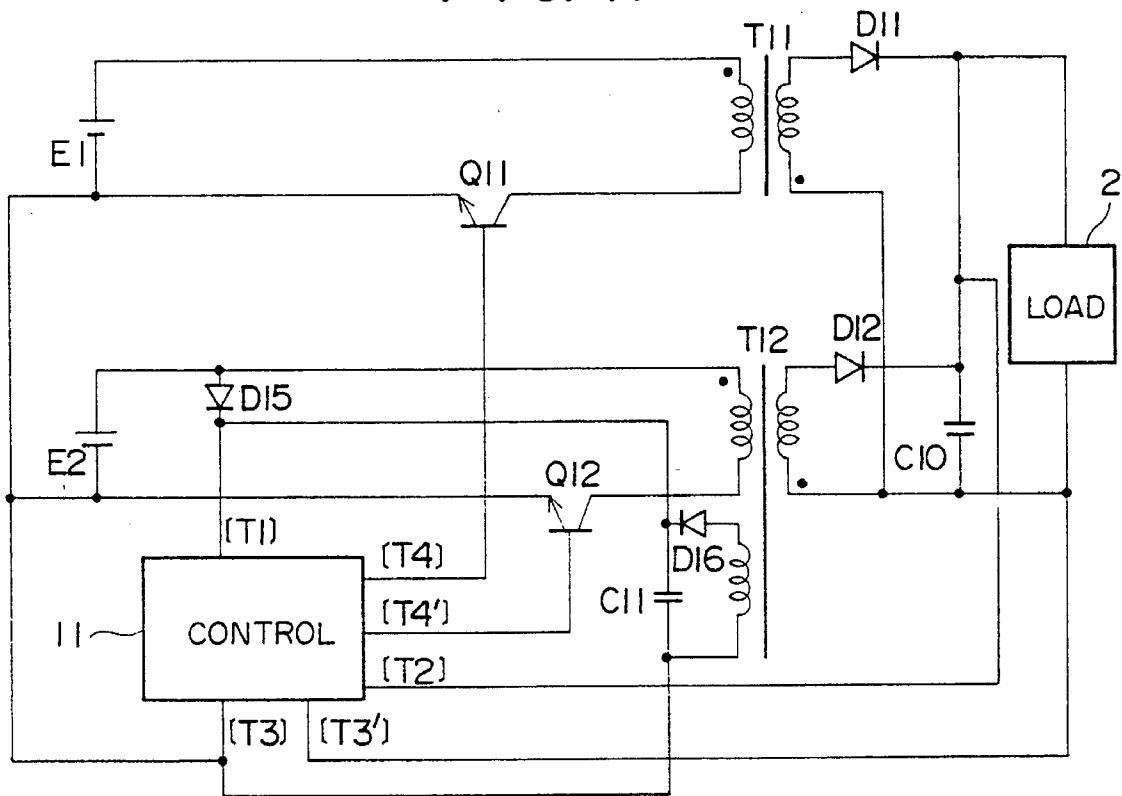 T11
D11
E1
Q11
2
LOAD
T12
D12
D15
E2
Q12
C10
[T1]
D16
[T4]
C11
[T4']
11
CONTROL
[T2]
[T3]
[T3']